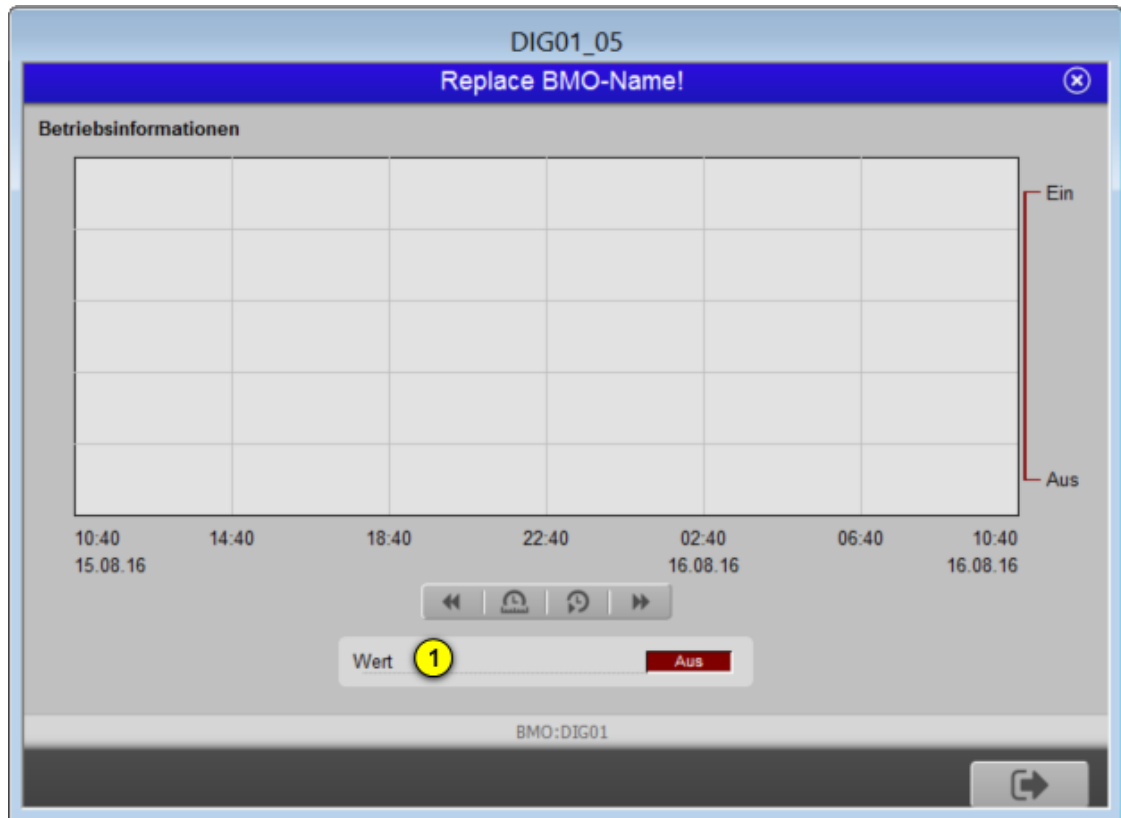 DIG01_05
Replace BMO-Name!
Betriebsinformationen
Ein
Aus
10:40 14:40 18:40 22:40 02:40 06:40 10:40
15.08.16 16.08.16 16.08.16
Wert 1 Aus
BMO:DIG01